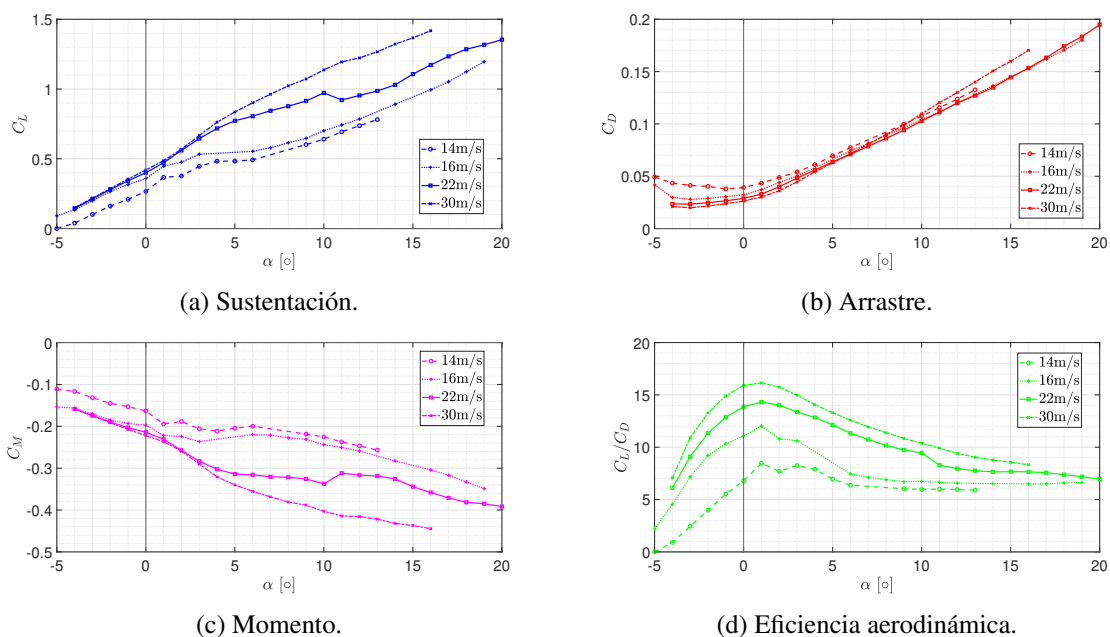 1.5
1
0.5
0
C_L
-5
0
5
10
15
20
α [∘]
14m/s
16m/s
22m/s
30m/s
(a) Sustentación.
0.2
0.15
0.1
0.05
0
C_D
-5
0
5
10
15
20
α [∘]
14m/s
16m/s
22m/s
30m/s
(b) Arrastre.
0
-0.1
-0.2
-0.3
-0.4
-0.5
C_M
-5
0
5
10
15
20
α [∘]
14m/s
16m/s
22m/s
30m/s
(c) Momento.
20
15
10
5
0
C_L/C_D
-5
0
5
10
15
20
α [∘]
14m/s
16m/s
22m/s
30m/s
(d) Eficiencia aerodinámica.